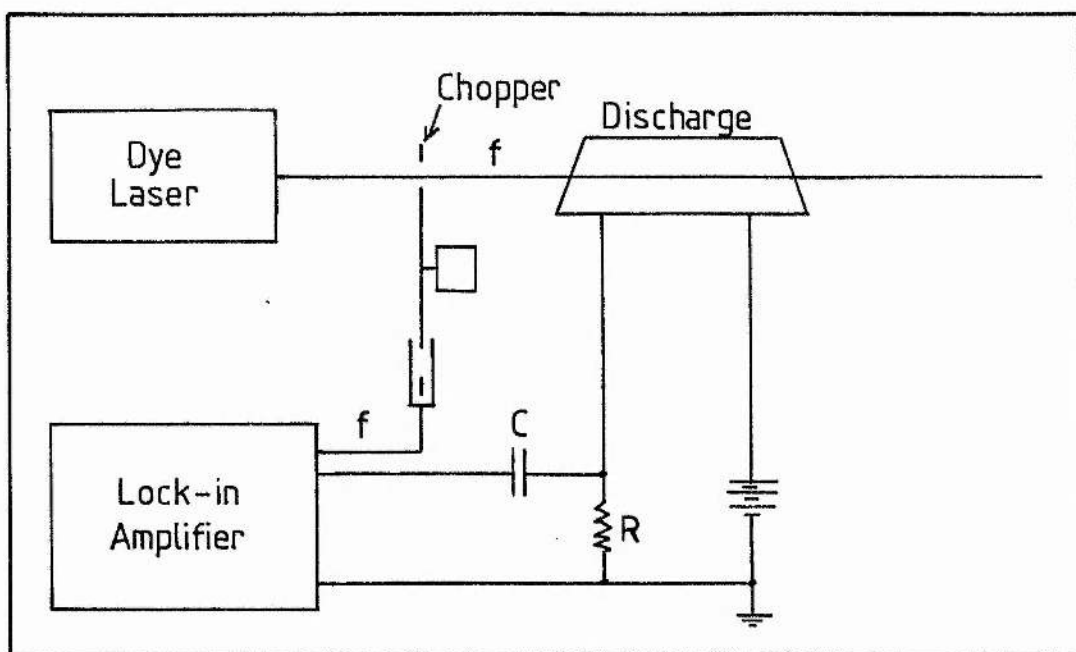 Chopper
Discharge
Dye
Laser
f
f
C
Lock-in
Amplifier
R